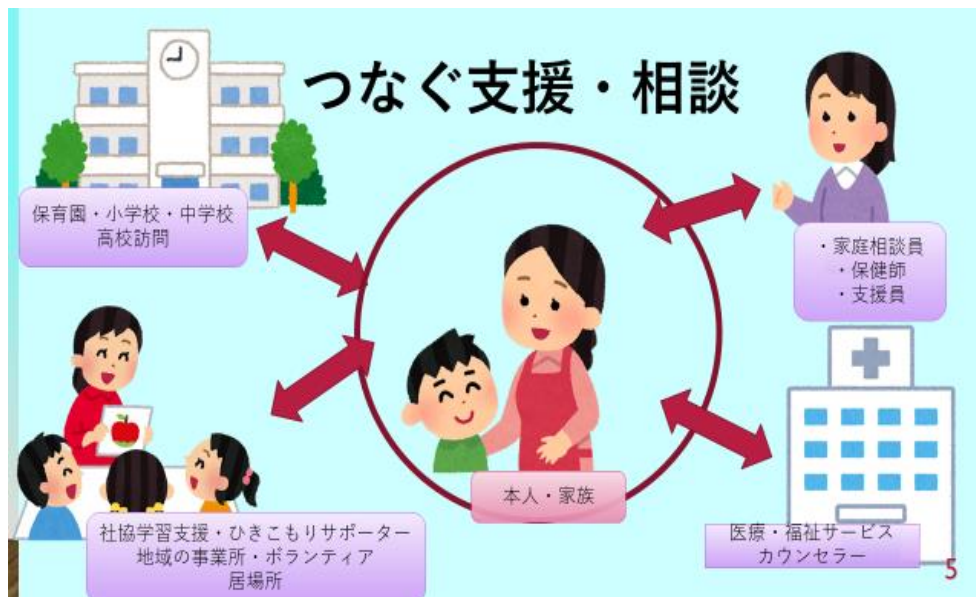 つなぐ支援・相談
保育園・小学校・中学校
高校訪問
・家庭相談員
・保健師
・支援員
本人・家族
社協学習支援・ひきこもりサポーター
地域の事業所・ボランティア
居場所
医療・福祉サービス
カウンセラー
5